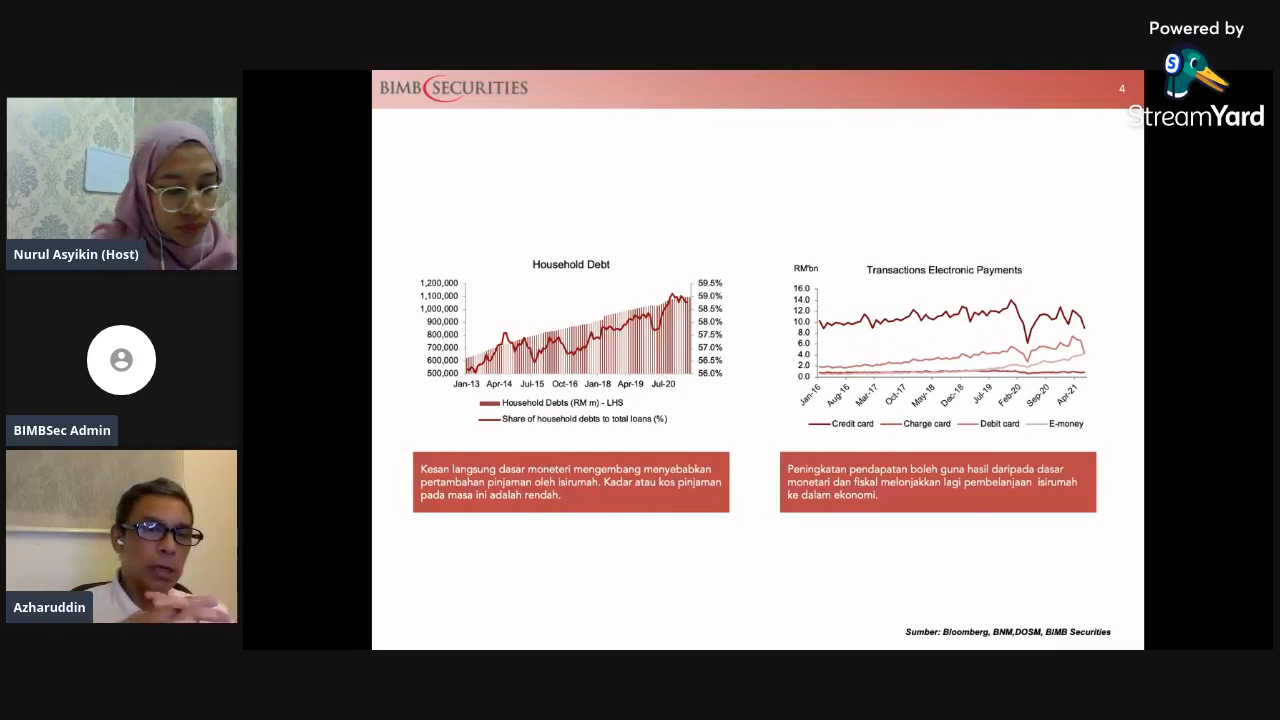 Powered by
StreamYard
BIMB SECURITIES
4
Nurul Asyikin (Host)
BIMBSec Admin
Azharuddin
Household Debt
1,200,000
1,100,000
1,000,000
900,000
800,000
700,000
600,000
500,000
59.5%
59.0%
58.5%
58.0%
57.5%
57.0%
56.5%
56.0%
Jan-13 Apr-14 Jul-15 Oct-16 Jan-18 Apr-19 Jul-20
Household Debts (RM m) - LHS
Share of household debts to total loans (%)
RM'bn
Transactions Electronic Payments
16.0
14.0
12.0
10.0
8.0
6.0
4.0
2.0
0.0
Jan-16 Aug-16 Mar-17 Oct-17 May-18 Dec-18 Jul-19 Feb-20 Sep-20 Apr-21
Credit card Charge card Debit card E-money
Kesan langsung dasar moneteri mengembang menyebabkan
pertambahan pinjaman oleh isirumah. Kadar atau kos pinjaman
pada masa ini adalah rendah.
Peningkatan pendapatan boleh guna hasil daripada dasar
monetari dan fiskal melonjakkan lagi pembelanjaan isirumah
ke dalam ekonomi.
Sumber: Bloomberg, BNM,DOSM, BIMB Securities